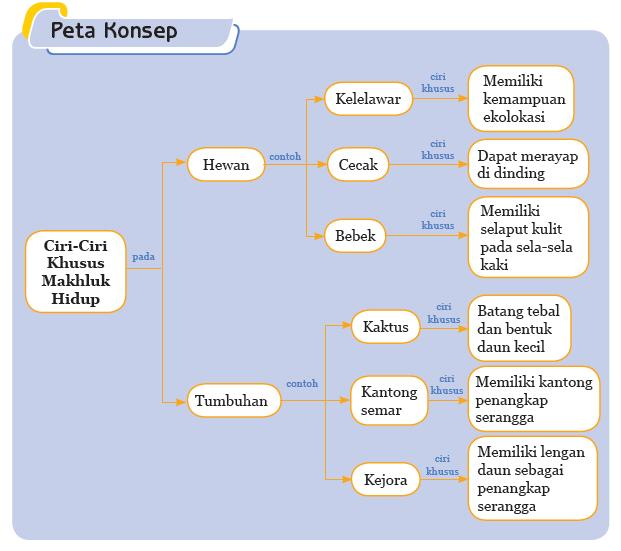 Peta Konsep
Ciri-Ciri
Khusus
Makhluk
Hidup
pada
Hewan
contoh
Kelelawar
ciri
khusus
Memiliki
kemampuan
ekolokasi
Cecak
ciri
khusus
Dapat merayap
di dinding
Bebek
ciri
khusus
Memiliki
selaput kulit
pada sela-sela
kaki
Tumbuhan
contoh
Kaktus
ciri
khusus
Batang tebal
dan bentuk
daun kecil
Kantong
semar
ciri
khusus
Memiliki kantong
penangkap
serangga
Kejora
ciri
khusus
Memiliki lengan
daun sebagai
penangkap
serangga